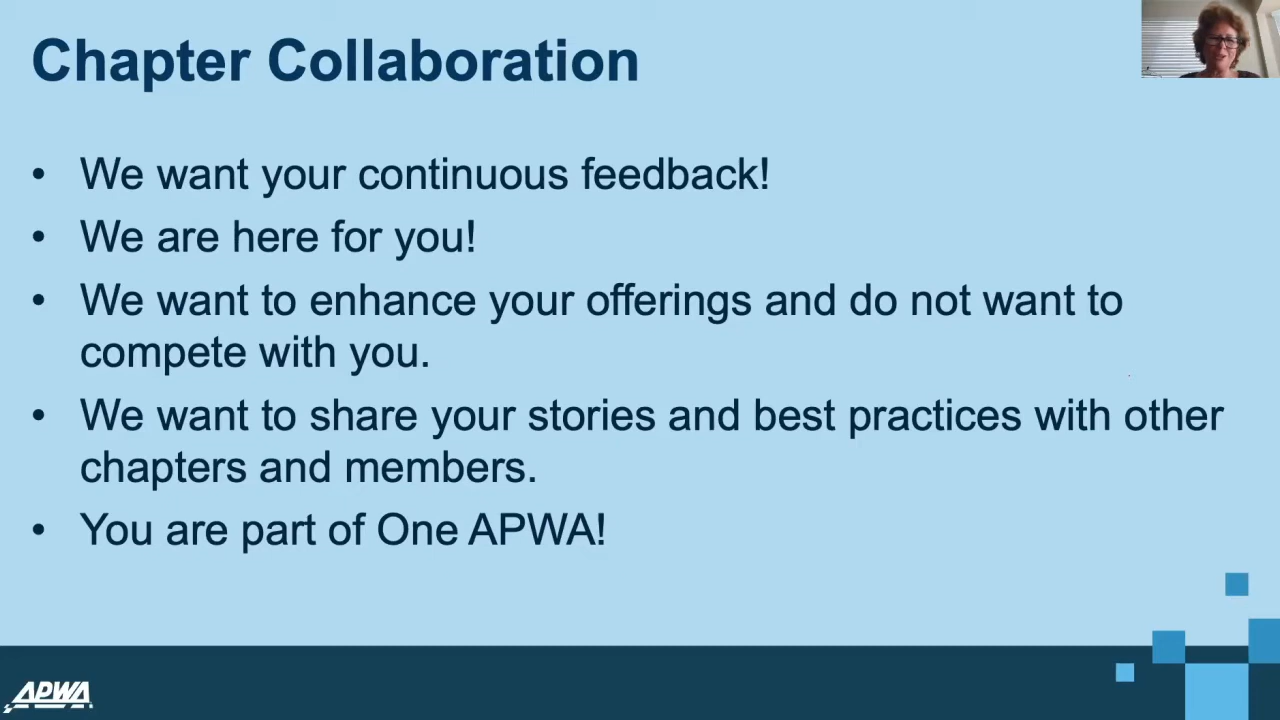 Chapter Collaboration
• We want your continuous feedback!
• We are here for you!
• We want to enhance your offerings and do not want to
compete with you.
• We want to share your stories and best practices with other
chapters and members.
• You are part of One APWA!
APWA